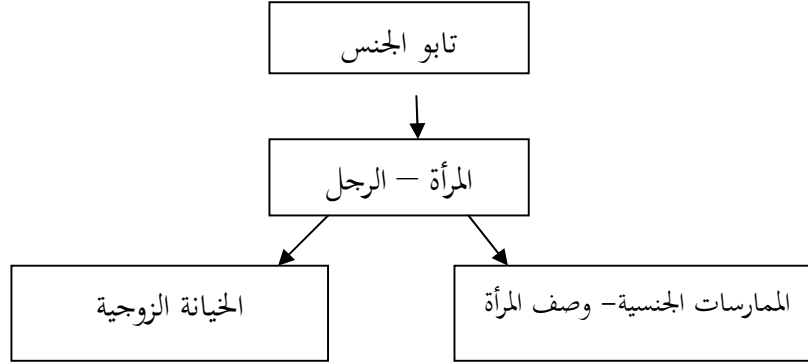 تابو الجنس
المرأة – الرجل
الممارسات الجنسية– وصف المرأة
الخيانة الزوجية